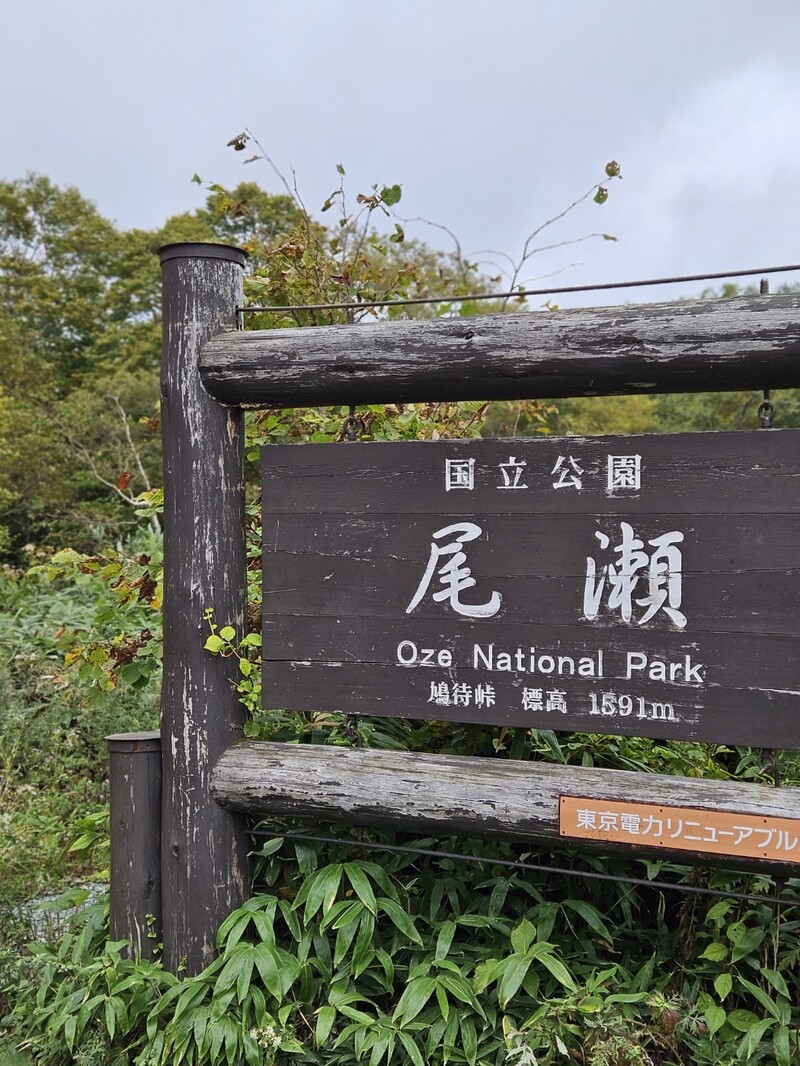 国立公園
尾瀬
Oze National Park
鳩待峠 標高 1591m
東京電力リニューアブル